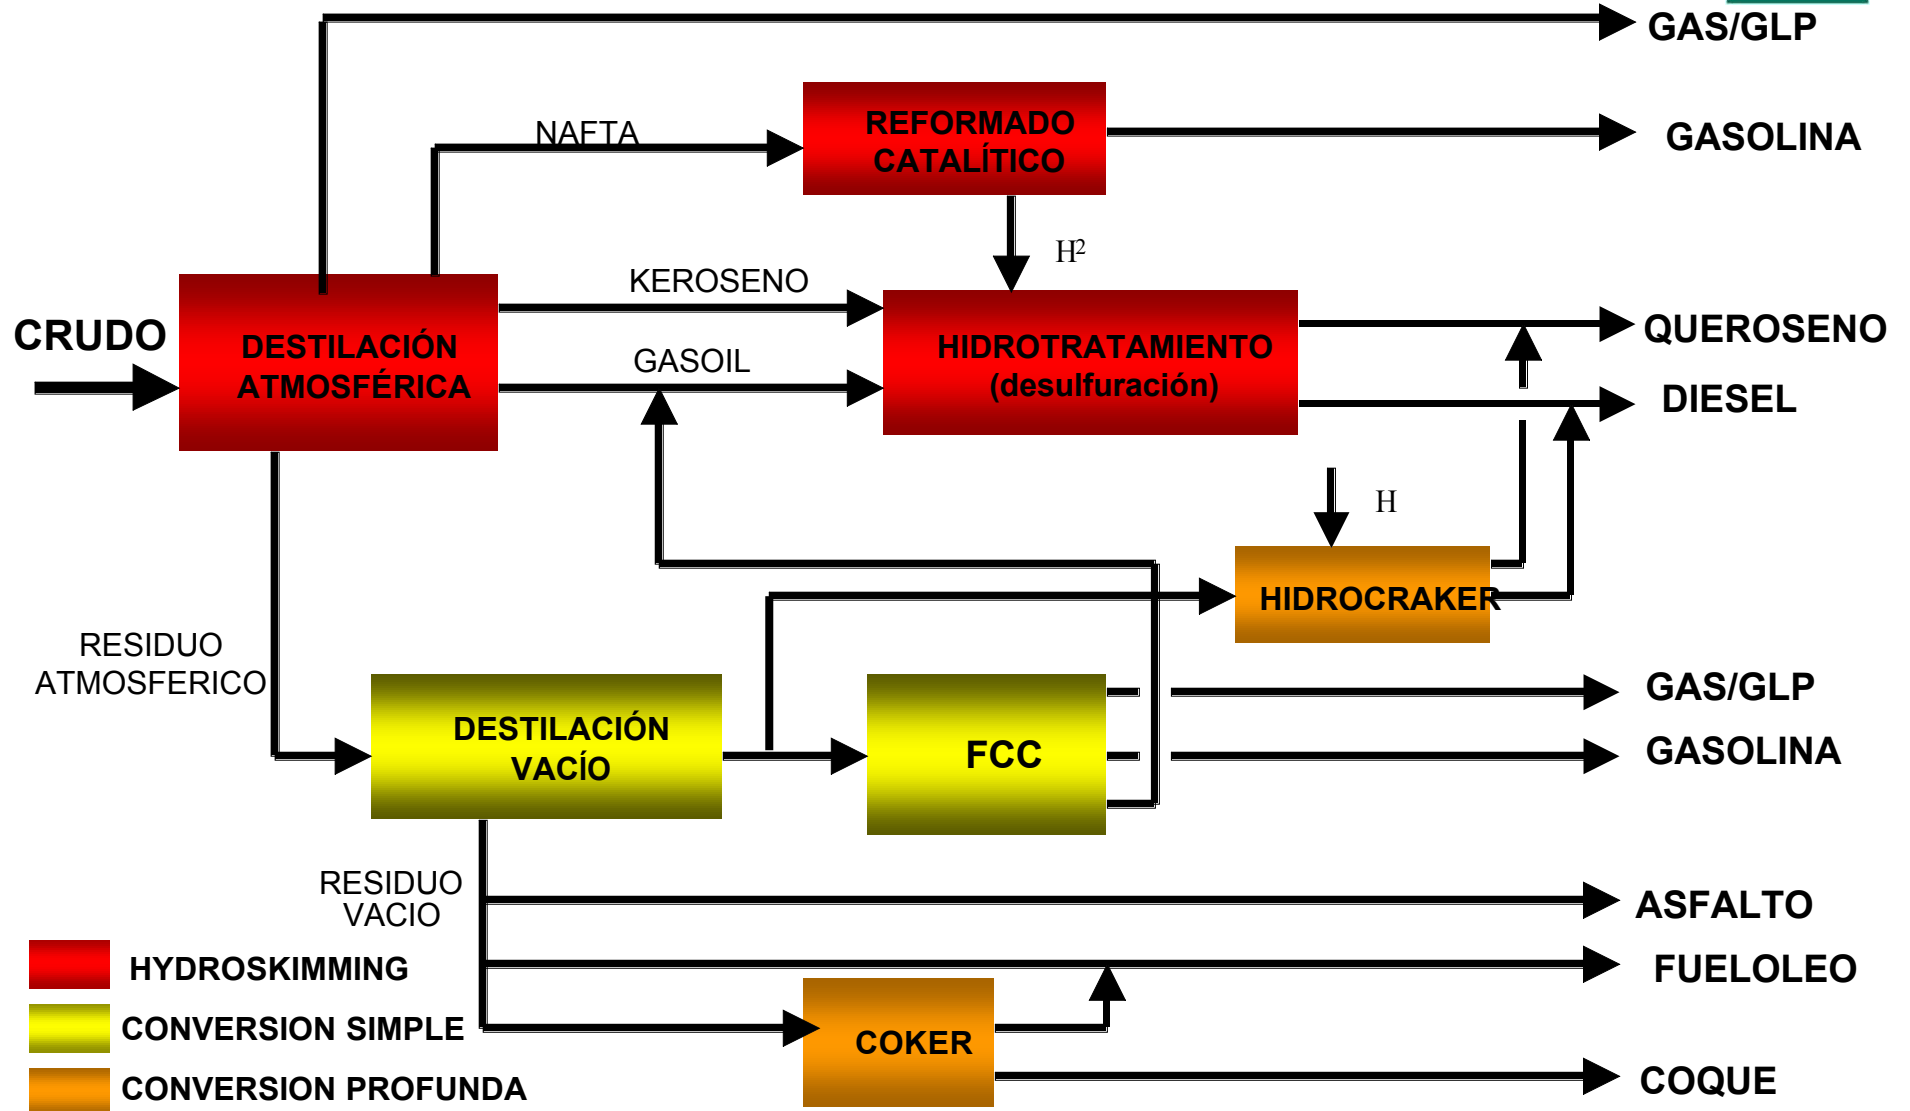 GAS/GLP
REFORMADO
CATALÍTICO
NAFTA
GASOLINA
H2
KEROSENO
CRUDO
DESTILACIÓN
ATMOSFÉRICA
GASOIL
HIDROTRATAMIENTO
(desulfuración)
QUEROSENO
DIESEL
H
HIDROCRAKER
RESIDUO
ATMOSFERICO
DESTILACIÓN
VACÍO
FCC
GAS/GLP
GASOLINA
RESIDUO
VACIO
ASFALTO
FUELOLEO
HYDROSKIMMING
CONVERSION SIMPLE
COKER
CONVERSION PROFUNDA
COQUE